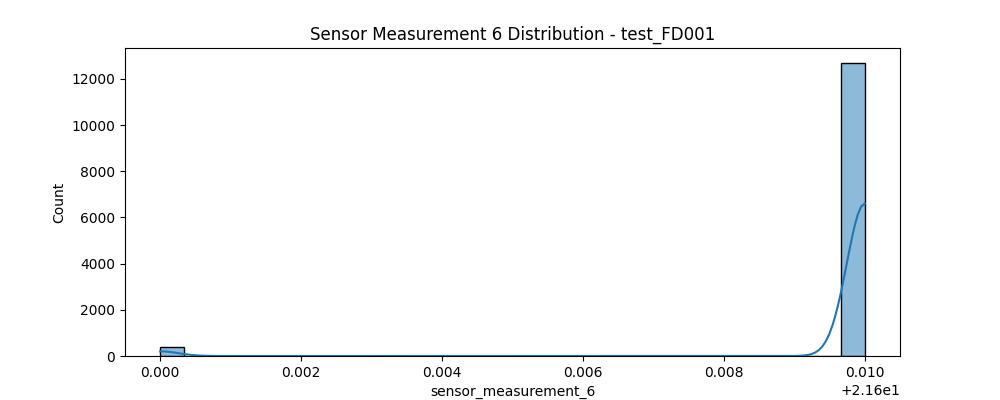 Sensor Measurement 6 Distribution - test_FD001
12000
10000
8000
6000
4000
2000
0
Count
0.000 0.002 0.004 0.006 0.008 0.010
+2.16e1
sensor_measurement_6